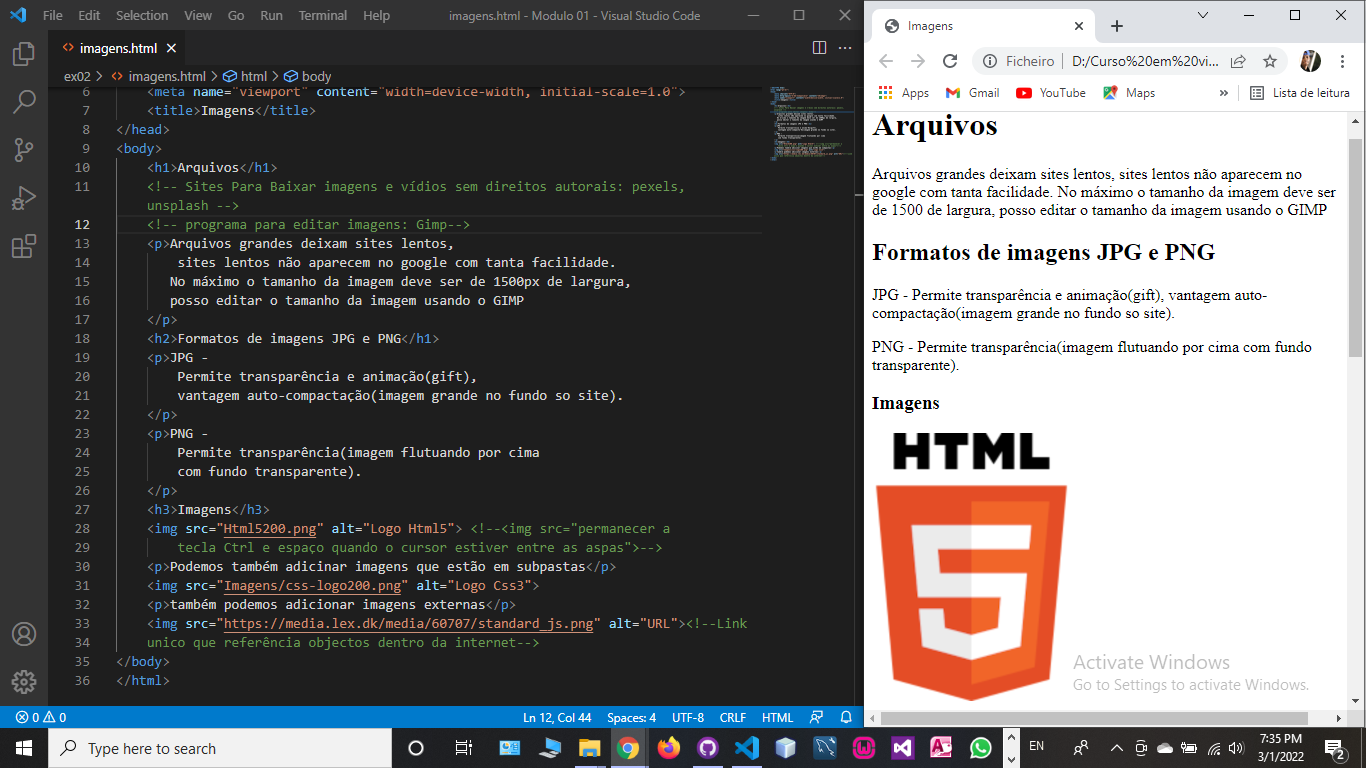 File Edit Selection View Go Run Terminal Help imagens.html - Modulo 01 - Visual Studio Code
imagens.html
ex02 > imagens.html > html > body
6 <meta name="viewport" content="width=device-width, initial-scale=1.0">
<title>Imagens</title>
8 </head>
9 <body>
10 <h1>Arquivos</h1>
11 <!-- Sites Para Baixar imagens e vídios sem direitos autorais: pexels,
unsplash -->
12 <!-- programa para editar imagens: Gimp-->
13 <p>Arquivos grandes deixam sites lentos,
14 sites lentos não aparecem no google com tanta facilidade.
15 No máximo o tamanho da imagem deve ser de 1500px de largura,
16 posso editar o tamanho da imagem usando o GIMP
17 </p>
18 <h2>Formatos de imagens JPG e PNG</h1>
19 <p>JPG -
20 Permite transparência e animação(gift),
21 vantagem auto-compactação(imagem grande no fundo so site).
22 </p>
23 <p>PNG -
24 Permite transparência(imagem flutuando por cima
25 com fundo transparente).
26 </p>
27 <h3>Imagens</h3>
28 <img src="Html5200.png" alt="Logo Html5"> <!--<img src="permanecer a
29 tecla Ctrl e espaço quando o cursor estiver entre as aspas">-->
30 <p>Podemos também adicinar imagens que estão em subpastas</p>
31 <img src="Imagens/css-logo200.png" alt="Logo Css3">
32 <p>também podemos adicionar imagens externas</p>
33 <img src="https://media.lex.dk/media/60707/standard_js.png" alt="URL"><!--Link
34 unico que referência objectos dentro da internet-->
35 </body>
36 </html>
0 0 Ln 12, Col 44 Spaces: 4 UTF-8 CRLF HTML
Imagens
Ficheiro | D:/Curso%20em%20vi...
Apps Gmail YouTube Maps » Lista de leitura
Arquivos
Arquivos grandes deixam sites lentos, sites lentos não aparecem no
google com tanta facilidade. No máximo o tamanho da imagem deve ser
de 1500 de largura, posso editar o tamanho da imagem usando o GIMP
Formatos de imagens JPG e PNG
JPG - Permite transparência e animação(gift), vantagem auto-
compactação(imagem grande no fundo so site).
PNG - Permite transparência(imagem flutuando por cima com fundo
transparente).
Imagens
HTML
5
Activate Windows
Go to Settings to activate Windows.
Type here to search
EN
7:35 PM
3/1/2022
2